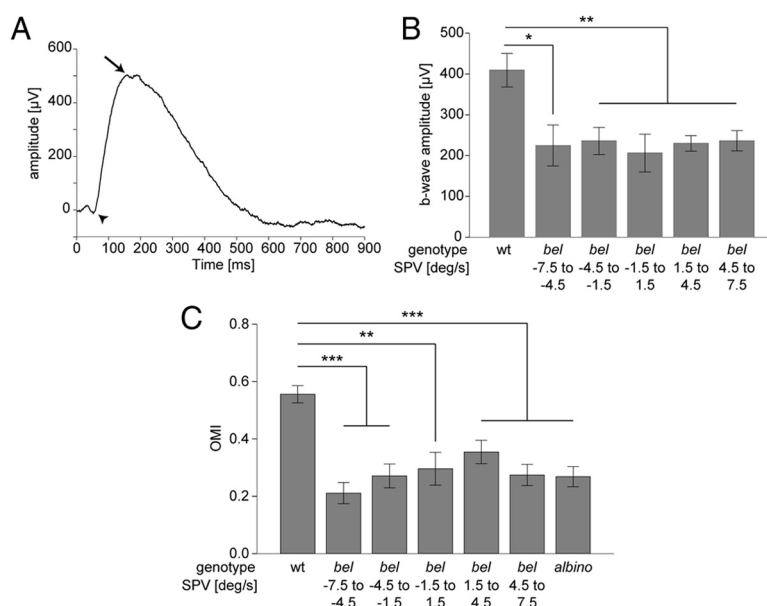 A
600
400
200
0
amplitude [µV]
0 100 200 300 400 500 600 700 800 900
Time [ms]
B
500
400
300
200
100
0
b-wave amplitude [µV]
**
*
genotype wt bel bel bel bel bel
SPV [deg/s] -7.5 to -4.5 to -1.5 to 1.5 to 4.5 to
-4.5 -1.5 1.5 4.5 7.5
C
0.8
0.6
0.4
0.2
0.0
OMI
***
**
***
genotype wt bel bel bel bel bel albino
SPV [deg/s] -7.5 to -4.5 to -1.5 to 1.5 to 4.5 to
-4.5 -1.5 1.5 4.5 7.5